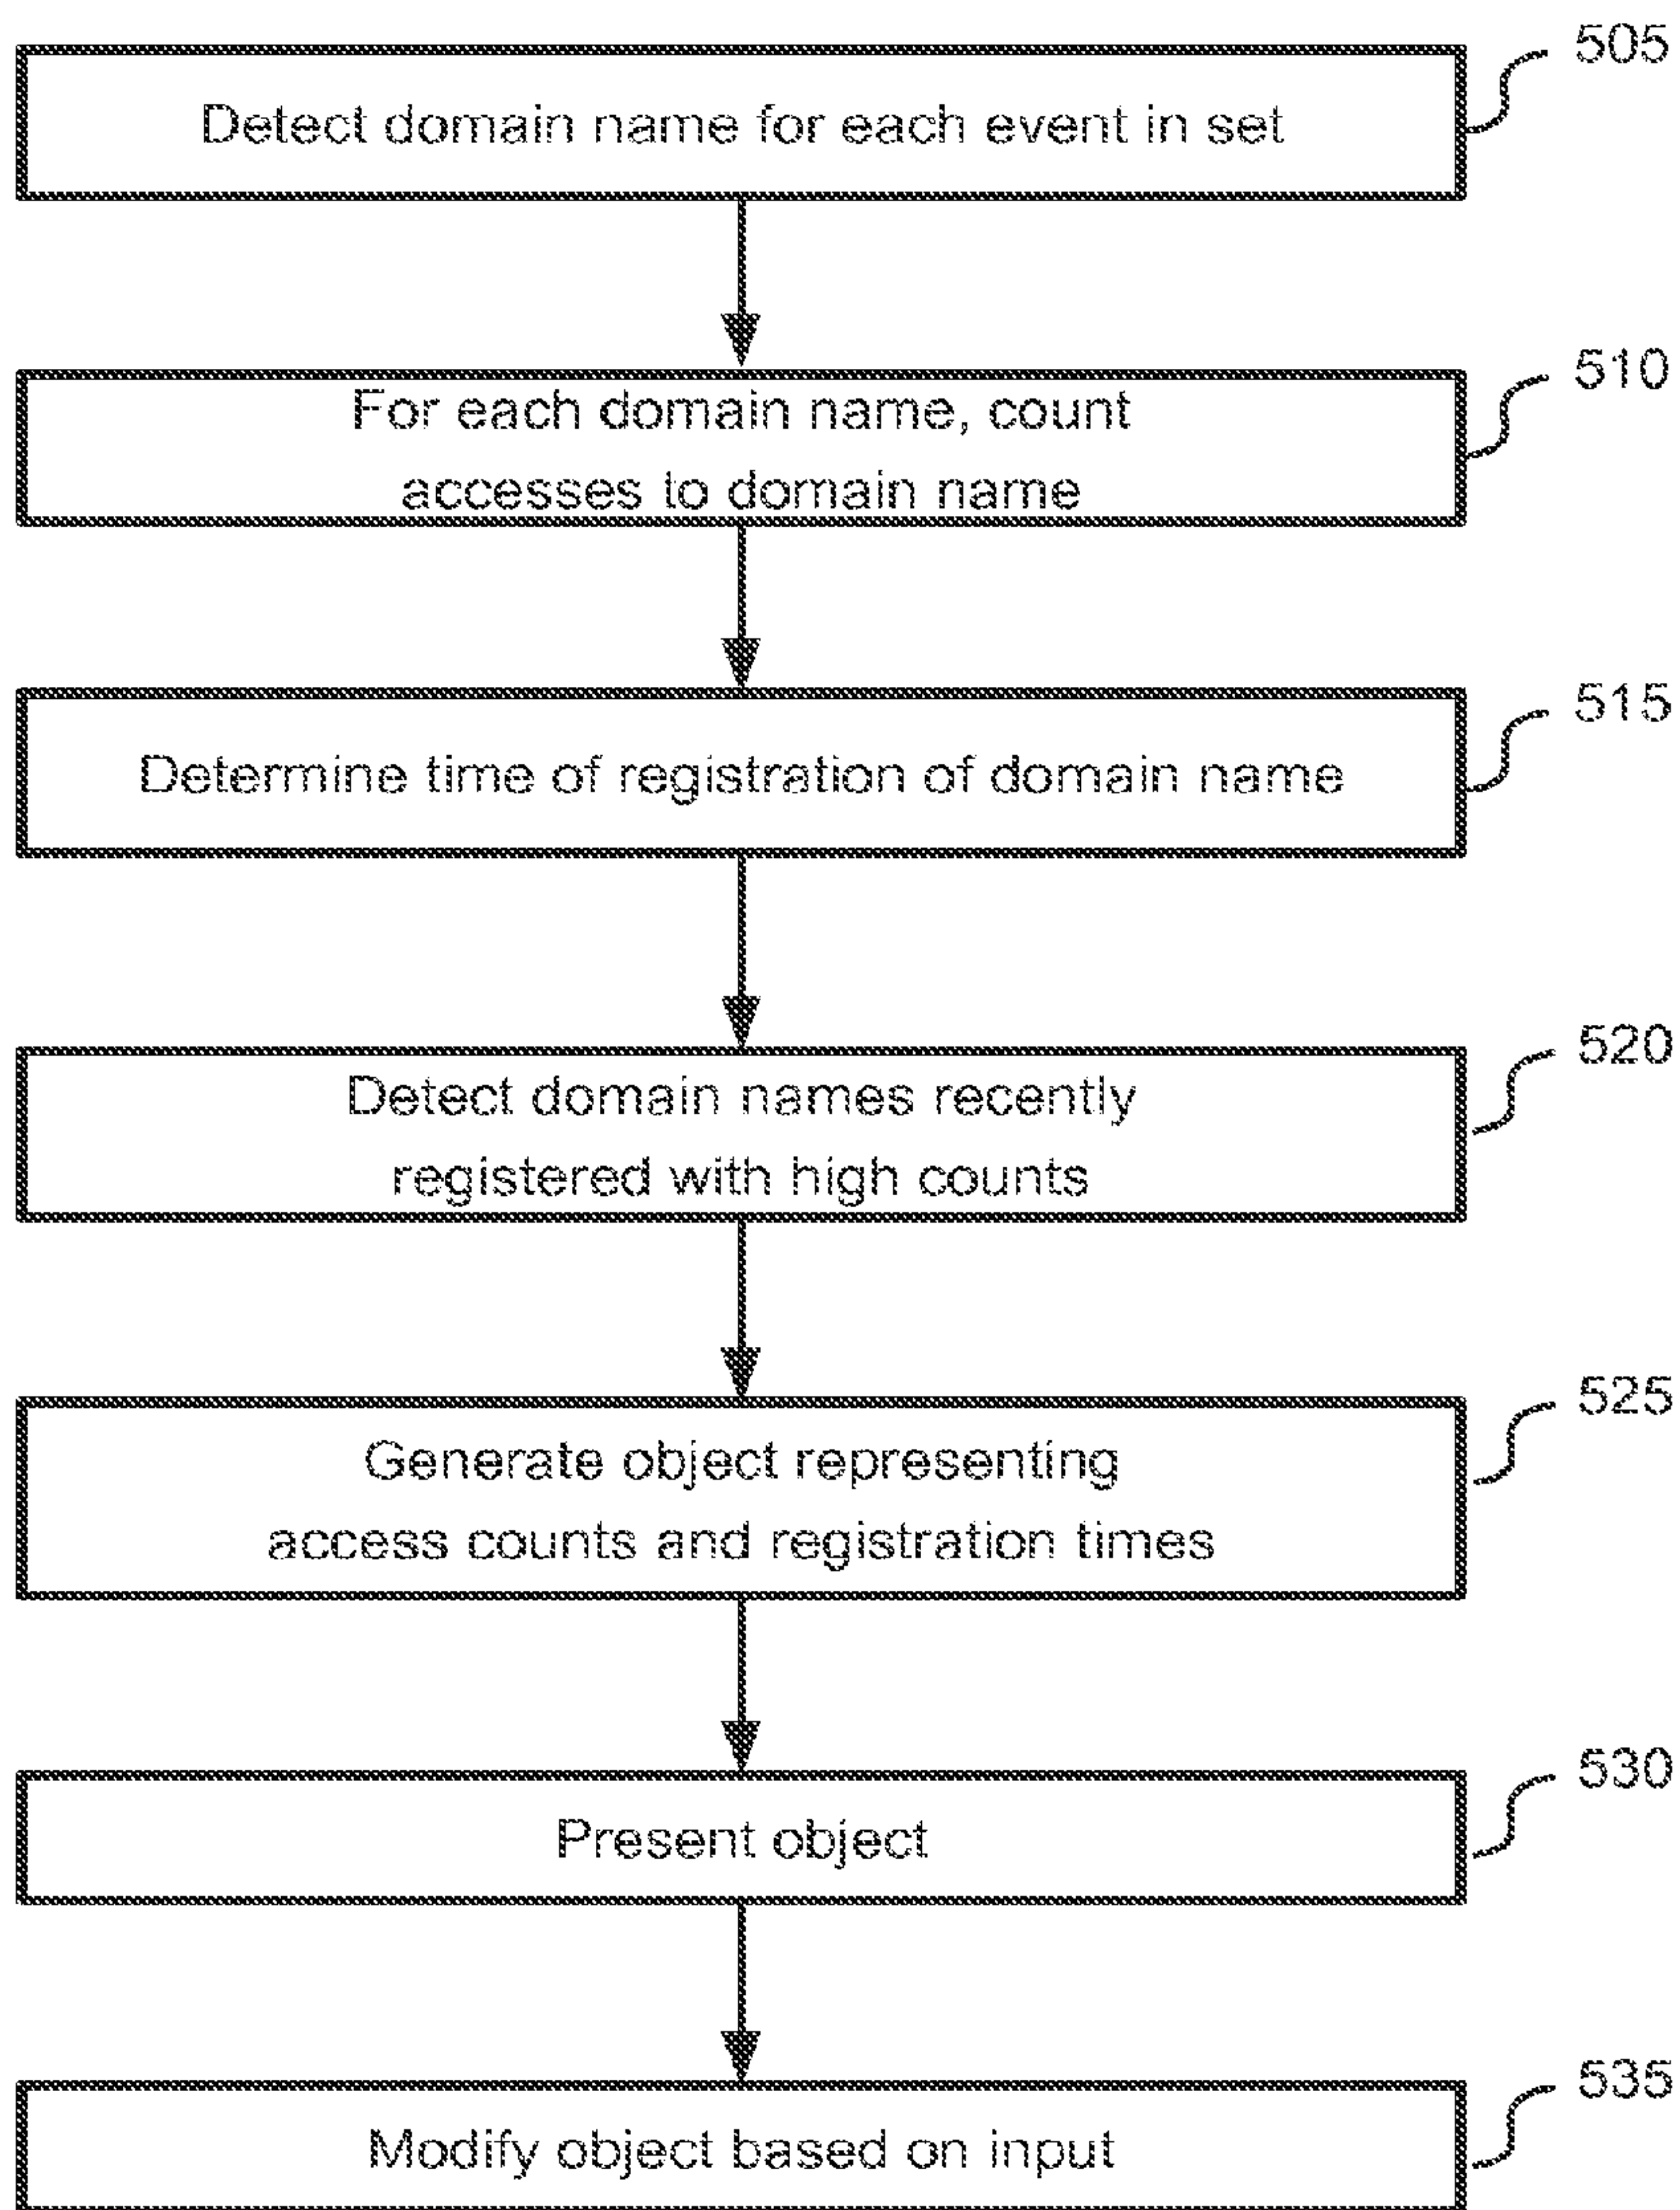 505
Detect domain name for each event in set
510
For each domain name, count
accesses to domain name
515
Determine time of registration of domain name
520
Detect domain names recently
registered with high counts
525
Generate object representing
access counts and registration times
530
Present object
535
Modify object based on input